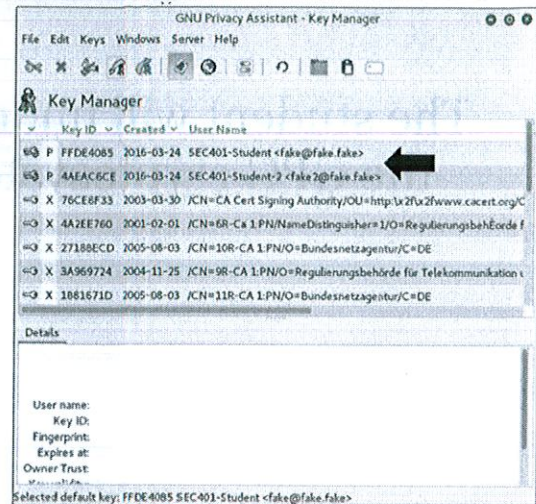 GNU Privacy Assistant - Key Manager
File Edit Keys Windows Server Help
Key Manager
Key ID Created User Name
P FFDE4085 2016-03-24 SEC401-Student <fake@fake.fake>
P 4AEAC6CE 2016-03-24 SEC401-Student-2 <fake2@fake.fake>
X 76CE8F33 2003-03-30 /CN=CA Cert Signing Authority/OU=http:\x2f\x2fwww.cacert.org/C
X 4A2EE760 2001-02-01 /CN=6R-Ca 1:PN/NameDistinguisher=1/O=RegulierungsbehÈorde f
X 27188ECD 2005-08-03 /CN=10R-CA 1:PN/O=Bundesnetzagentur/C=DE
X 3A969724 2004-11-25 /CN=9R-CA 1:PN/O=Regulierungsbehörde für Telekommunikation u
X 1881671D 2005-08-03 /CN=11R-CA 1:PN/O=Bundesnetzagentur/C=DE
Details
User name:
Key ID:
Fingerprint:
Expires at:
Owner Trust:
Selected default key: FFDE4085 SEC401-Student <fake@fake.fake>